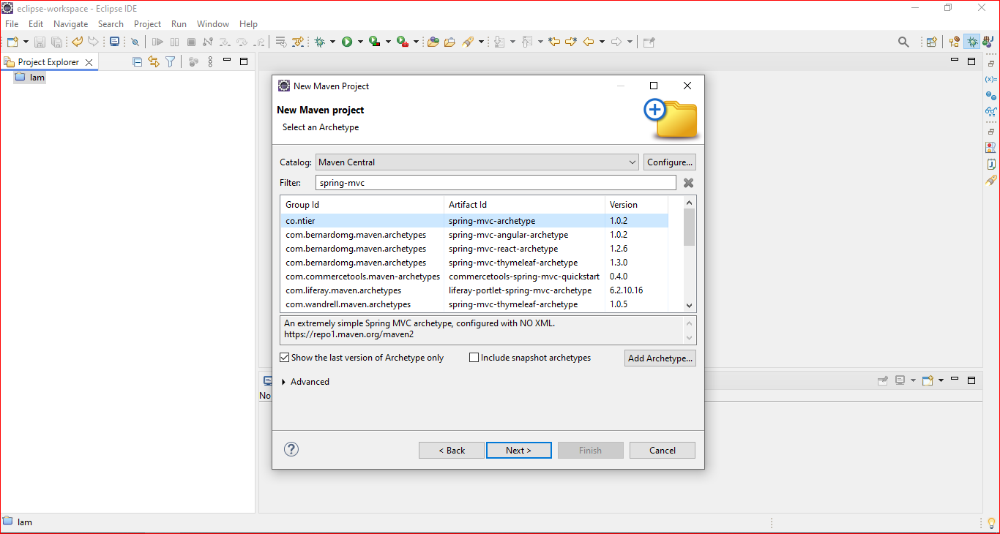 eclipse-workspace - Eclipse IDE
File Edit Navigate Search Project Run Window Help
Project Explorer
lam
New Maven Project
New Maven project
Select an Archetype
Catalog: Maven Central Configure...
Filter: spring-mvc
Group Id Artifact Id Version
co.ntier spring-mvc-archetype 1.0.2
com.bernardomg.maven.archetypes spring-mvc-angular-archetype 1.0.2
com.bernardomg.maven.archetypes spring-mvc-react-archetype 1.2.6
com.bernardomg.maven.archetypes spring-mvc-thymeleaf-archetype 1.3.0
com.commercetools.maven-archetypes commercetools-spring-mvc-quickstart 0.4.0
com.liferay.maven.archetypes liferay-portlet-spring-mvc-archetype 6.2.10.16
com.wandrell.maven.archetypes spring-mvc-thymeleaf-archetype 1.0.5
An extremely simple Spring MVC archetype, configured with NO XML.
https://repo1.maven.org/maven2
Show the last version of Archetype only Include snapshot archetypes Add Archetype...
Advanced
No
< Back Next > Finish Cancel
lam